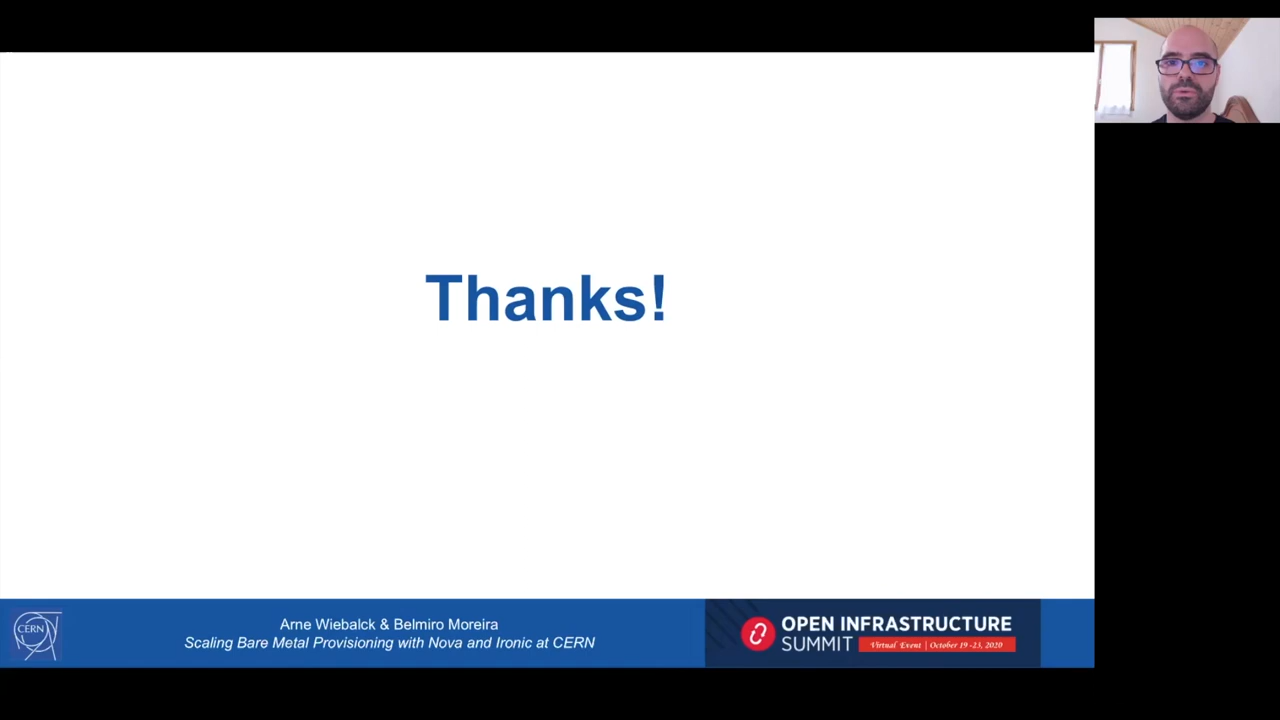 Thanks!
CERN
Arne Wiebalck & Belmiro Moreira
Scaling Bare Metal Provisioning with Nova and Ironic at CERN
OPEN INFRASTRUCTURE
SUMMIT
Virtual Event | October 19 -23, 2020